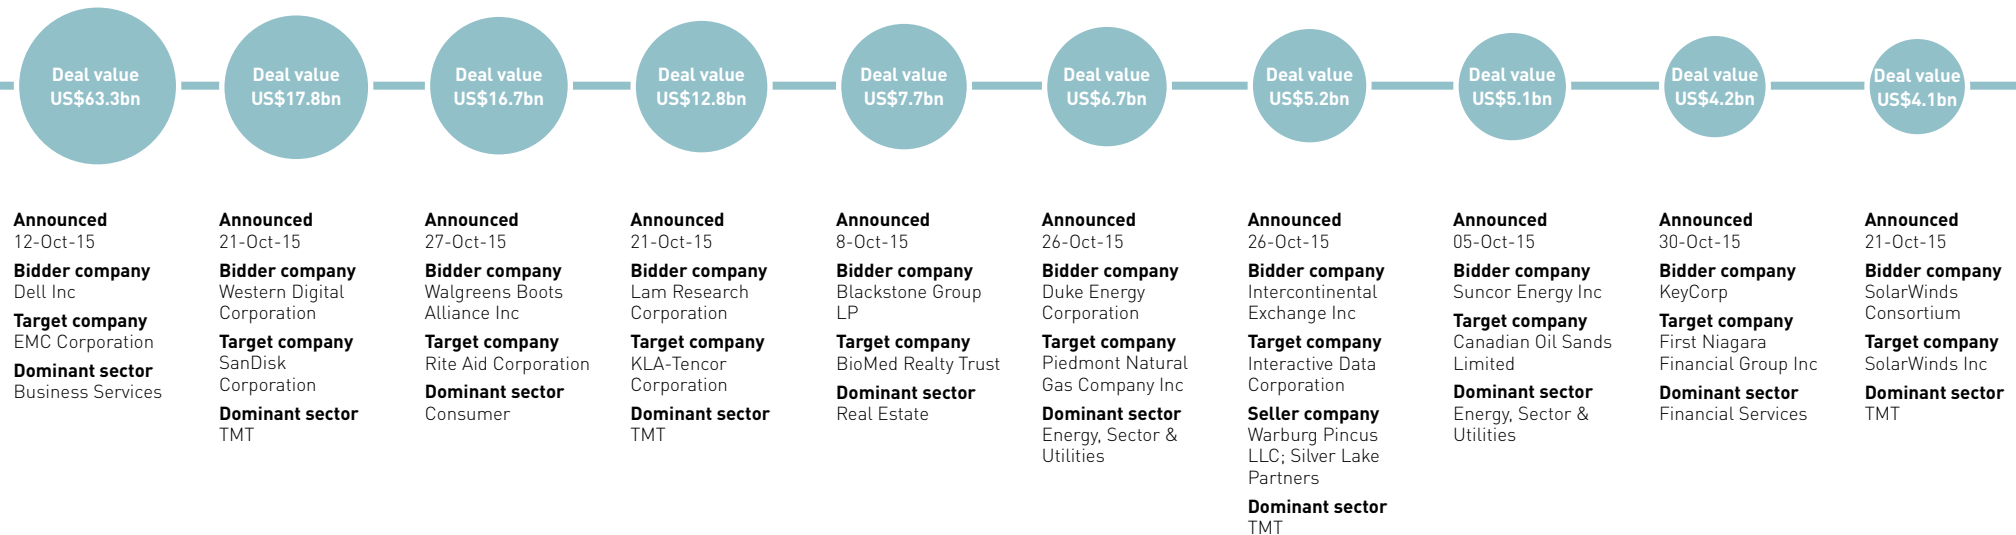 Deal value
US$63.3bn
Deal value
US$17.8bn
Deal value
US$16.7bn
Deal value
US$12.8bn
Deal value
US$7.7bn
Deal value
US$6.7bn
Deal value
US$5.2bn
Deal value
US$5.1bn
Deal value
US$4.2bn
Deal value
US$4.1bn
Announced
12-Oct-15
Bidder company
Dell Inc
Target company
EMC Corporation
Dominant sector
Business Services
Announced
21-Oct-15
Bidder company
Western Digital
Corporation
Target company
SanDisk
Corporation
Dominant sector
TMT
Announced
27-Oct-15
Bidder company
Walgreens Boots
Alliance Inc
Target company
Rite Aid Corporation
Dominant sector
Consumer
Announced
21-Oct-15
Bidder company
Lam Research
Corporation
Target company
KLA-Tencor
Corporation
Dominant sector
TMT
Announced
8-Oct-15
Bidder company
Blackstone Group
LP
Target company
BioMed Realty Trust
Dominant sector
Real Estate
Announced
26-Oct-15
Bidder company
Duke Energy
Corporation
Target company
Piedmont Natural
Gas Company Inc
Dominant sector
Energy, Sector &
Utilities
Announced
26-Oct-15
Bidder company
Intercontinental
Exchange Inc
Target company
Interactive Data
Corporation
Seller company
Warburg Pincus
LLC; Silver Lake
Partners
Dominant sector
TMT
Announced
05-Oct-15
Bidder company
Suncor Energy Inc
Target company
Canadian Oil Sands
Limited
Dominant sector
Energy, Sector &
Utilities
Announced
30-Oct-15
Bidder company
KeyCorp
Target company
First Niagara
Financial Group Inc
Dominant sector
Financial Services
Announced
21-Oct-15
Bidder company
SolarWinds
Consortium
Target company
SolarWinds Inc
Dominant sector
TMT